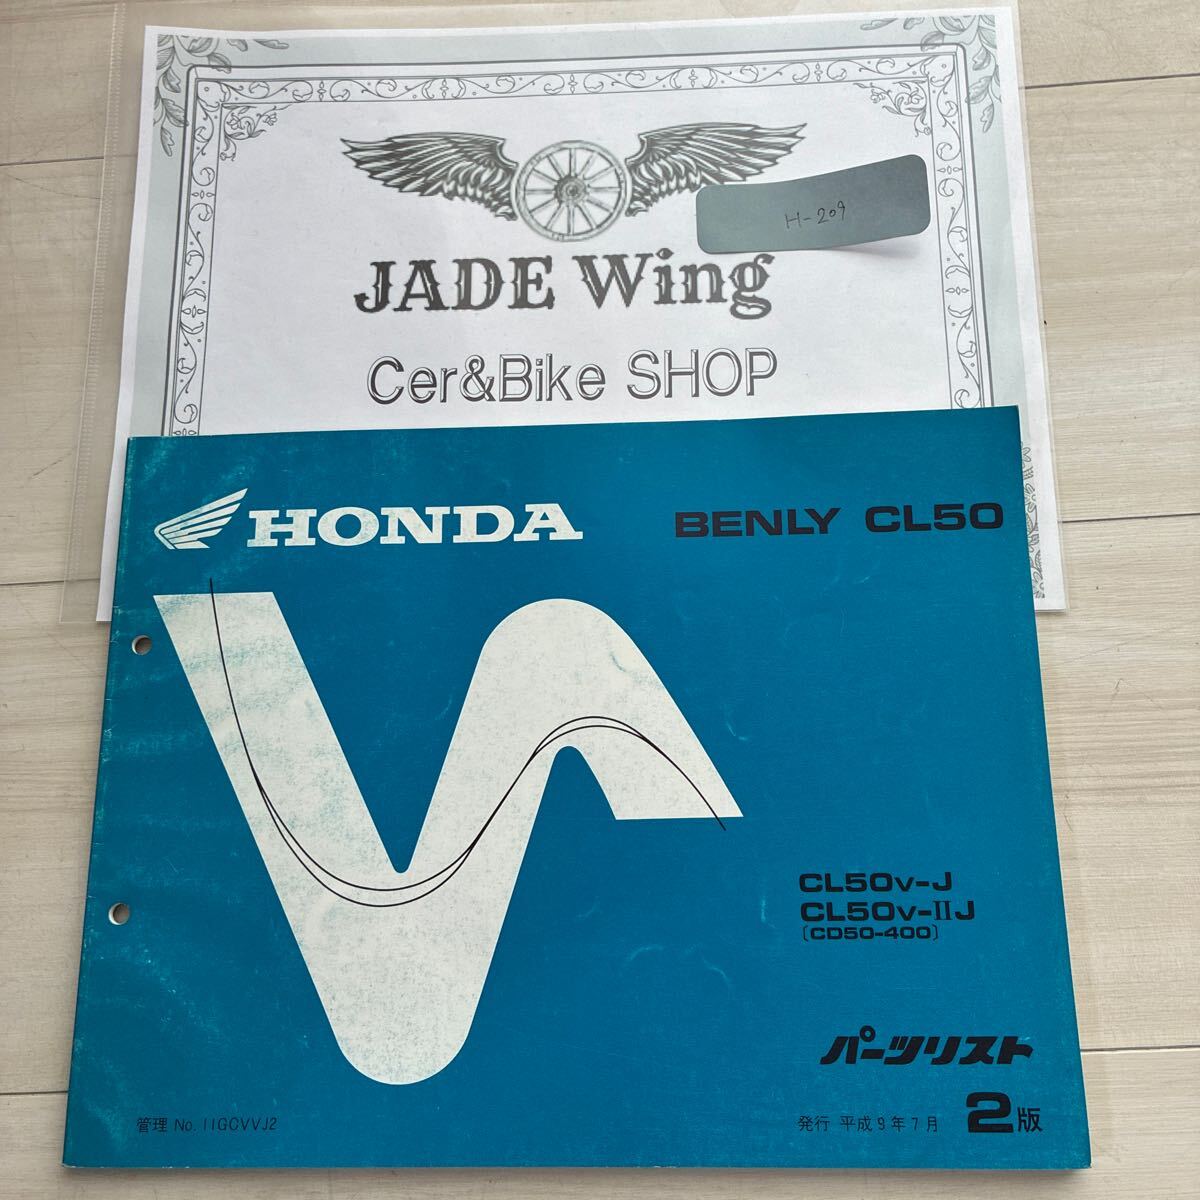 H-209
JADE Wing
Cer&Bike SHOP
HONDA
BENLY CL50
CL50V-J
CL50V-IIJ
〔CD50-400〕
パーツリスト
管理 No. 11GCVVJ2
発行 平成9年7月 2版